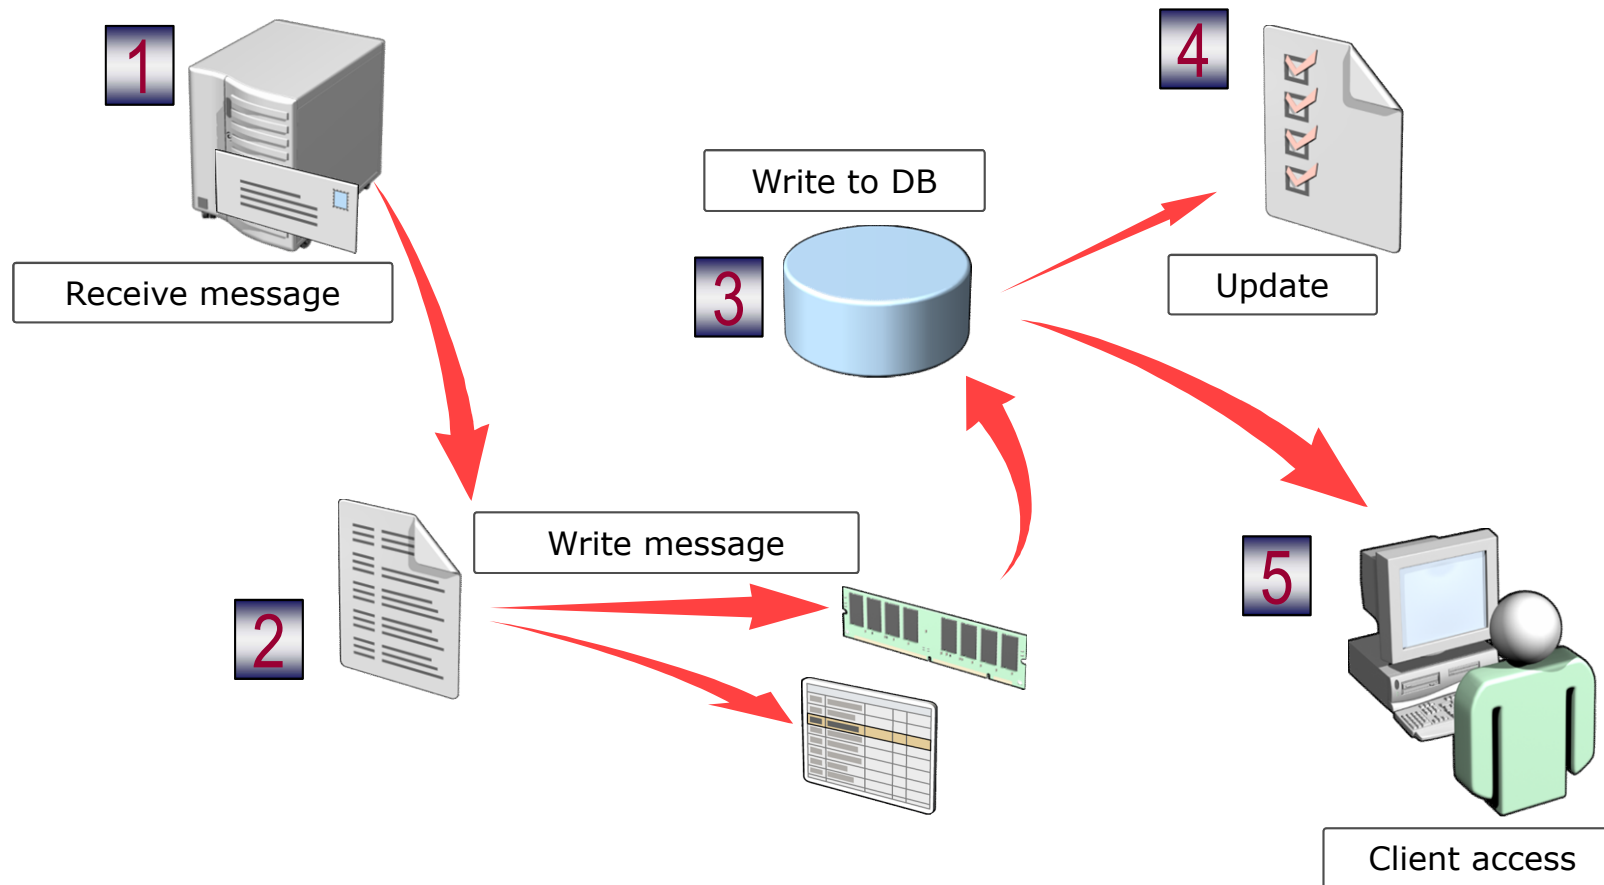 1
Receive message
2
Write message
Write to DB
3
4
Update
5
Client access